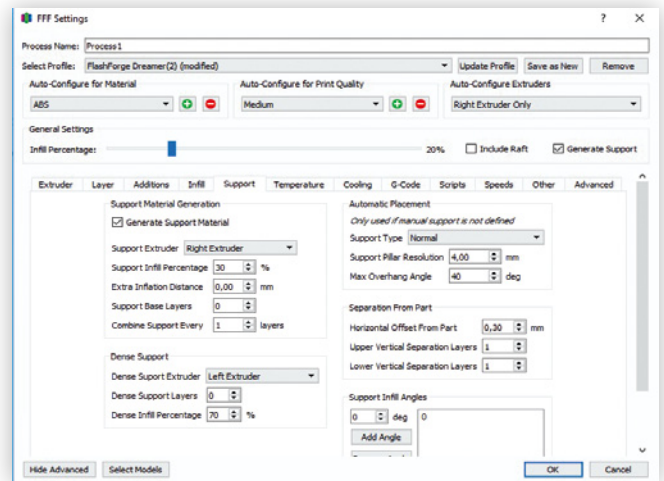 FFF Settings ? ×
Process Name: Process1
Select Profile: FlashForge Dreamer(2) (modified) Update Profile Save as New Remove
Auto-Configure for Material Auto-Configure for Print Quality Auto-Configure Extruders
ABS Medium Right Extruder Only
General Settings
Infill Percentage: 20% Include Raft Generate Support
Extruder Layer Additions Infill Support Temperature Cooling G-Code Scripts Speeds Other Advanced
Support Material Generation
Generate Support Material
Support Extruder Right Extruder
Support Infill Percentage 30 %
Extra Inflation Distance 0,00 mm
Support Base Layers 0
Combine Support Every 1 layers
Dense Support
Dense Suport Extruder Left Extruder
Dense Support Layers 0
Dense Infill Percentage 70 %
Automatic Placement
Only used if manual support is not defined
Support Type Normal
Support Pillar Resolution 4,00 mm
Max Overhang Angle 40 deg
Separation From Part
Horizontal Offset From Part 0,30 mm
Upper Vertical Separation Layers 1
Lower Vertical Separation Layers 1
Support Infill Angles
0 deg 0
Add Angle
Hide Advanced Select Models OK Cancel